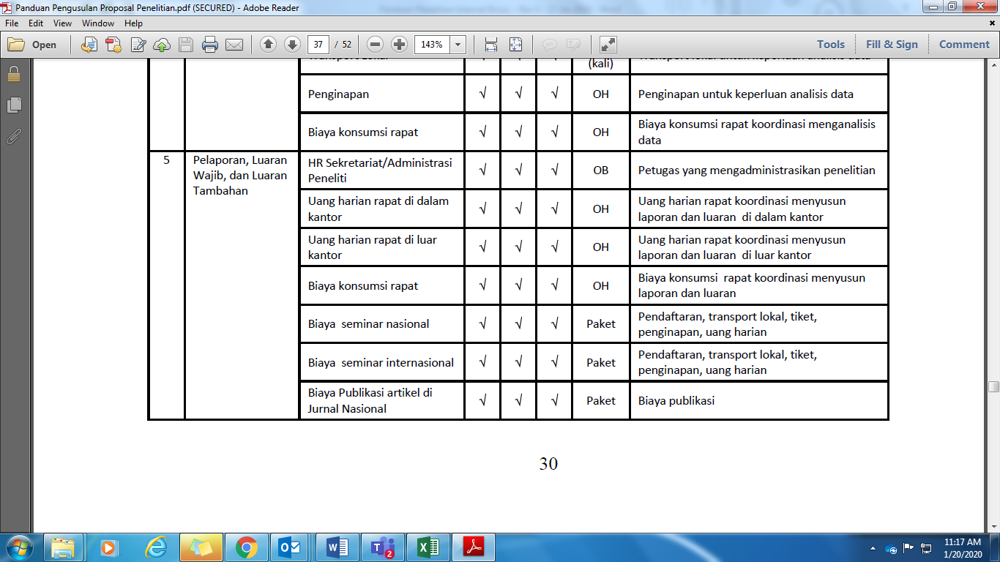 Panduan Pengusulan Proposal Penelitian.pdf (SECURED) - Adobe Reader
File Edit View Window Help
Open 37 / 52 143% Tools Fill & Sign Comment
(kali)
Penginapan √ √ √ OH Penginapan untuk keperluan analisis data
Biaya konsumsi rapat √ √ √ OH Biaya konsumsi rapat koordinasi menganalisis
data
5 Pelaporan, Luaran
Wajib, dan Luaran
Tambahan
HR Sekretariat/Administrasi
Peneliti
√ √ √ OB Petugas yang mengadministrasikan penelitian
Uang harian rapat di dalam
kantor
√ √ √ OH Uang harian rapat koordinasi menyusun
laporan dan luaran di dalam kantor
Uang harian rapat di luar
kantor
√ √ √ OH Uang harian rapat koordinasi menyusun
laporan dan luaran di luar kantor
Biaya konsumsi rapat √ √ √ OH Biaya konsumsi rapat koordinasi menyusun
laporan dan luaran
Biaya seminar nasional √ √ √ Paket Pendaftaran, transport lokal, tiket,
penginapan, uang harian
Biaya seminar internasional √ √ √ Paket Pendaftaran, transport lokal, tiket,
penginapan, uang harian
Biaya Publikasi artikel di
Jurnal Nasional
√ √ √ Paket Biaya publikasi
30
2
11:17 AM
1/20/2020